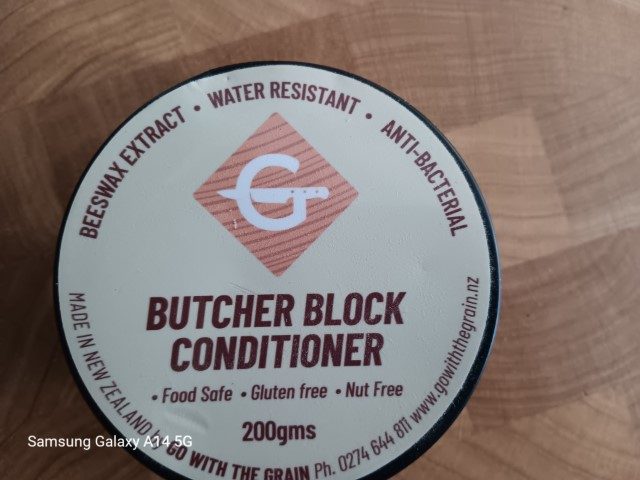 BEESWAX EXTRACT • WATER RESISTANT • ANTI-BACTERIAL
G
BUTCHER BLOCK
CONDITIONER
• Food Safe • Gluten free • Nut Free
200gms
MADE IN NEW ZEALAND by GO WITH THE GRAIN Ph. 0274 644 811 www.gowiththegrain.nz
Samsung Galaxy A14 5G